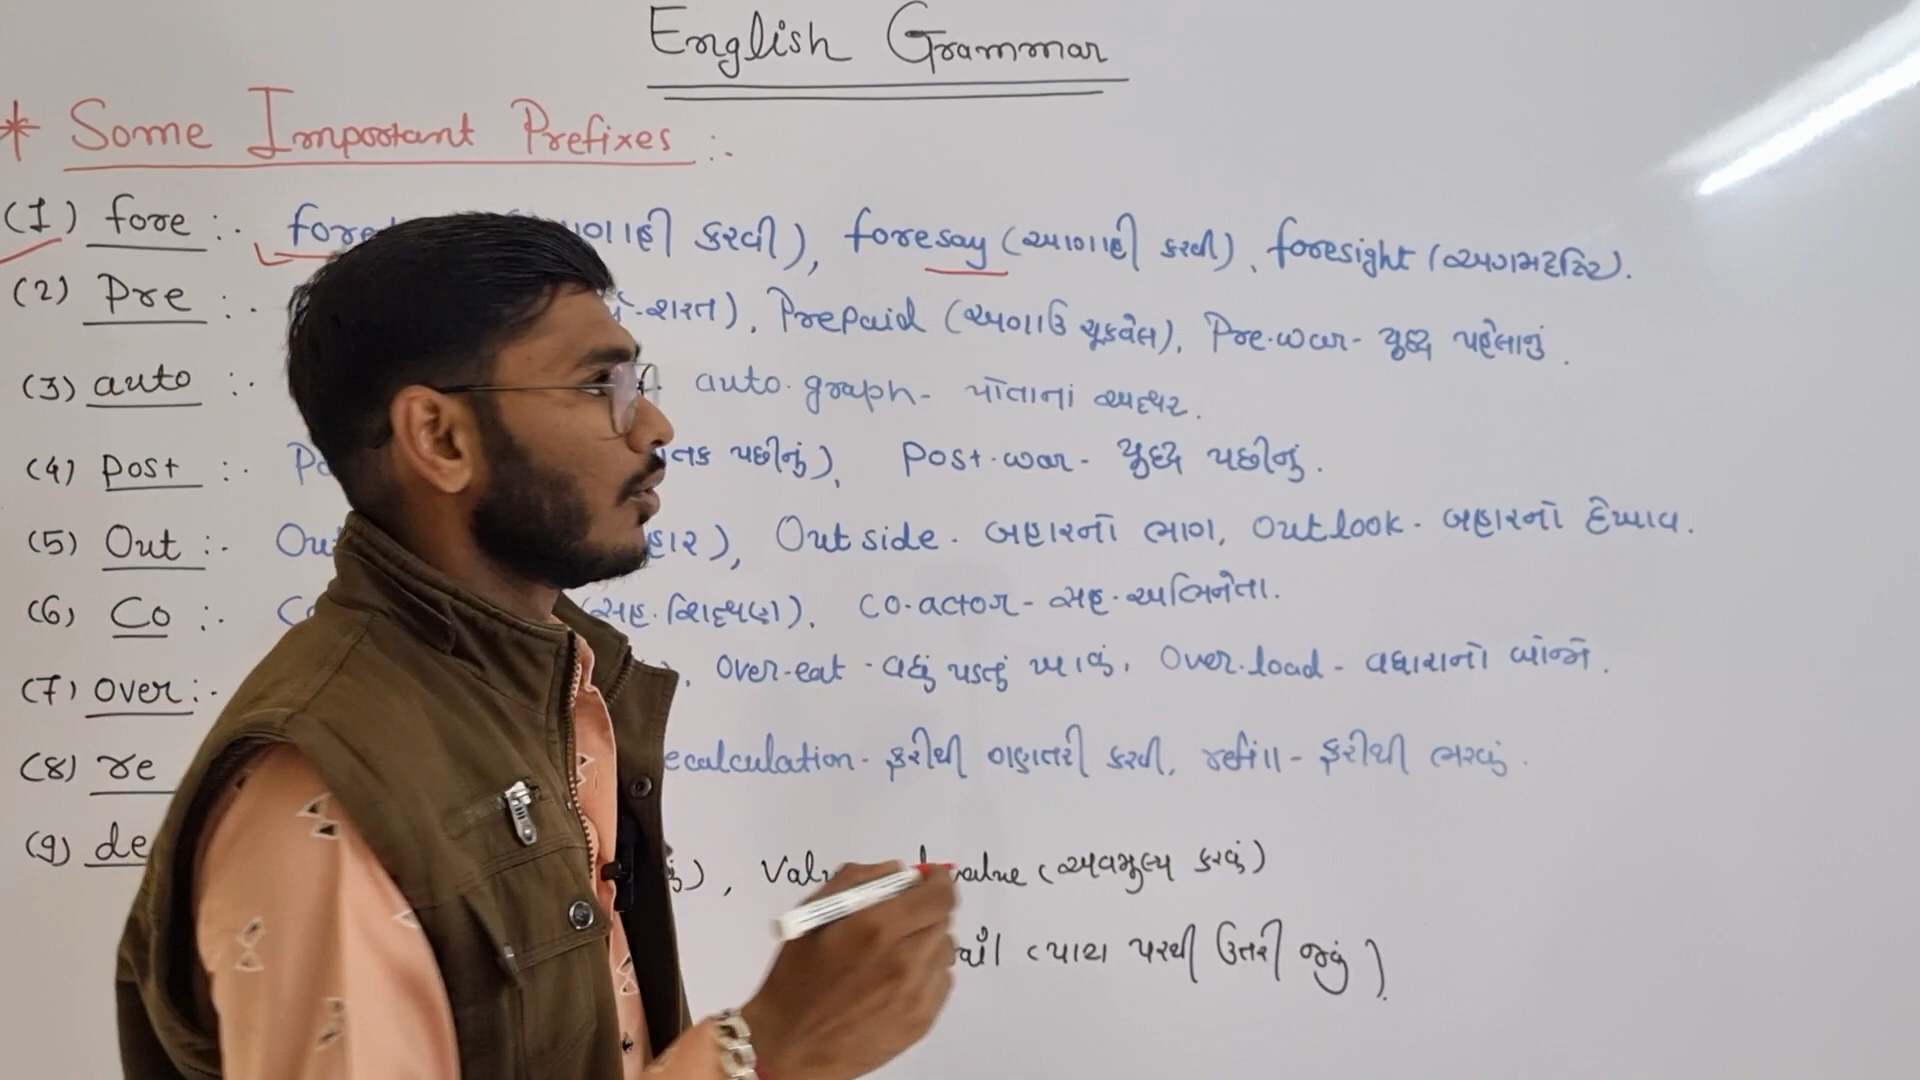 English Grammar
* Some Important Prefixes :.
(1) fore :. કરવી), foresay (આગાહી કરવી), foresight (અગમદ્રષ્ટિ).
(2) Pre :. શરત), Prepaid (અગાઉ ચૂકવેલ), Pre-war - યુદ્ધ પહેલાનું.
(3) auto :. auto.graph - પોતાનાં અક્ષર.
(4) post :. પછીનું), Post-war - યુદ્ધ પછીનું.
(5) Out :. Out side - બહારનો ભાગ, Outlook - બહારનો દેખાવ.
(6) Co :. (સહ-શિક્ષણ), CO-actor - સહ-અભિનેતા.
(7) over :. over-eat - વધુ પડતું ખાવું, Over-load - વધારાનો બોજો.
(8) re ecalculation - ફરીથી ગણતરી કરવી, refill - ફરીથી ભરવું.
(9) de (અવમૂલ્ય કરવું)
(પાટા પરથી ઉતરી જવું).